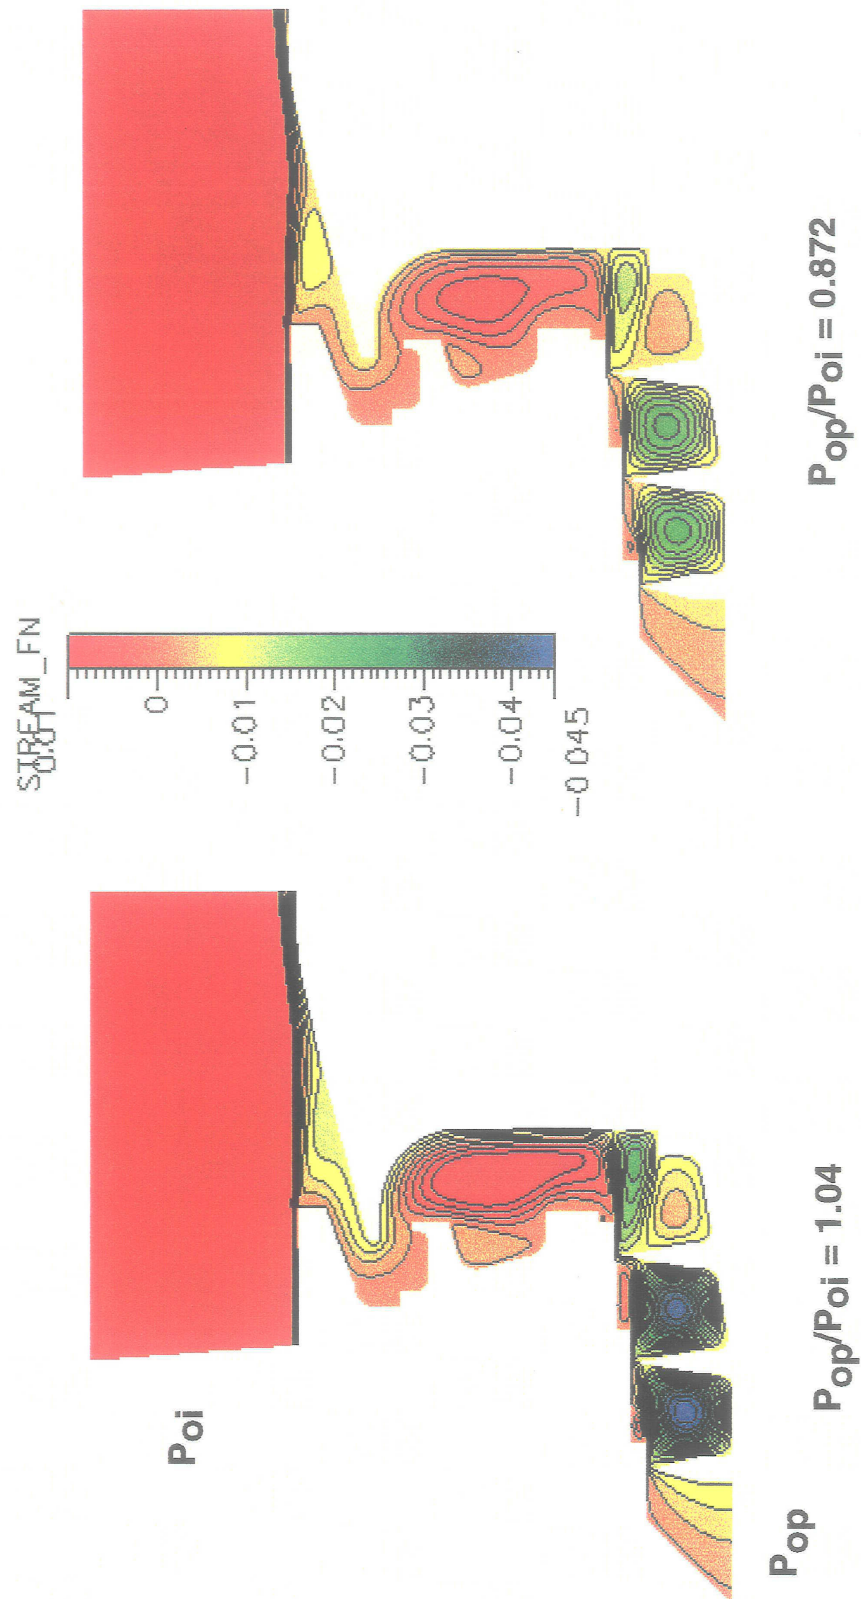 STREAM_FN
0.01
0
-0.01
-0.02
-0.03
-0.04
-0.045
Poi
Pop
Pop/Poi = 1.04
Pop/Poi = 0.872